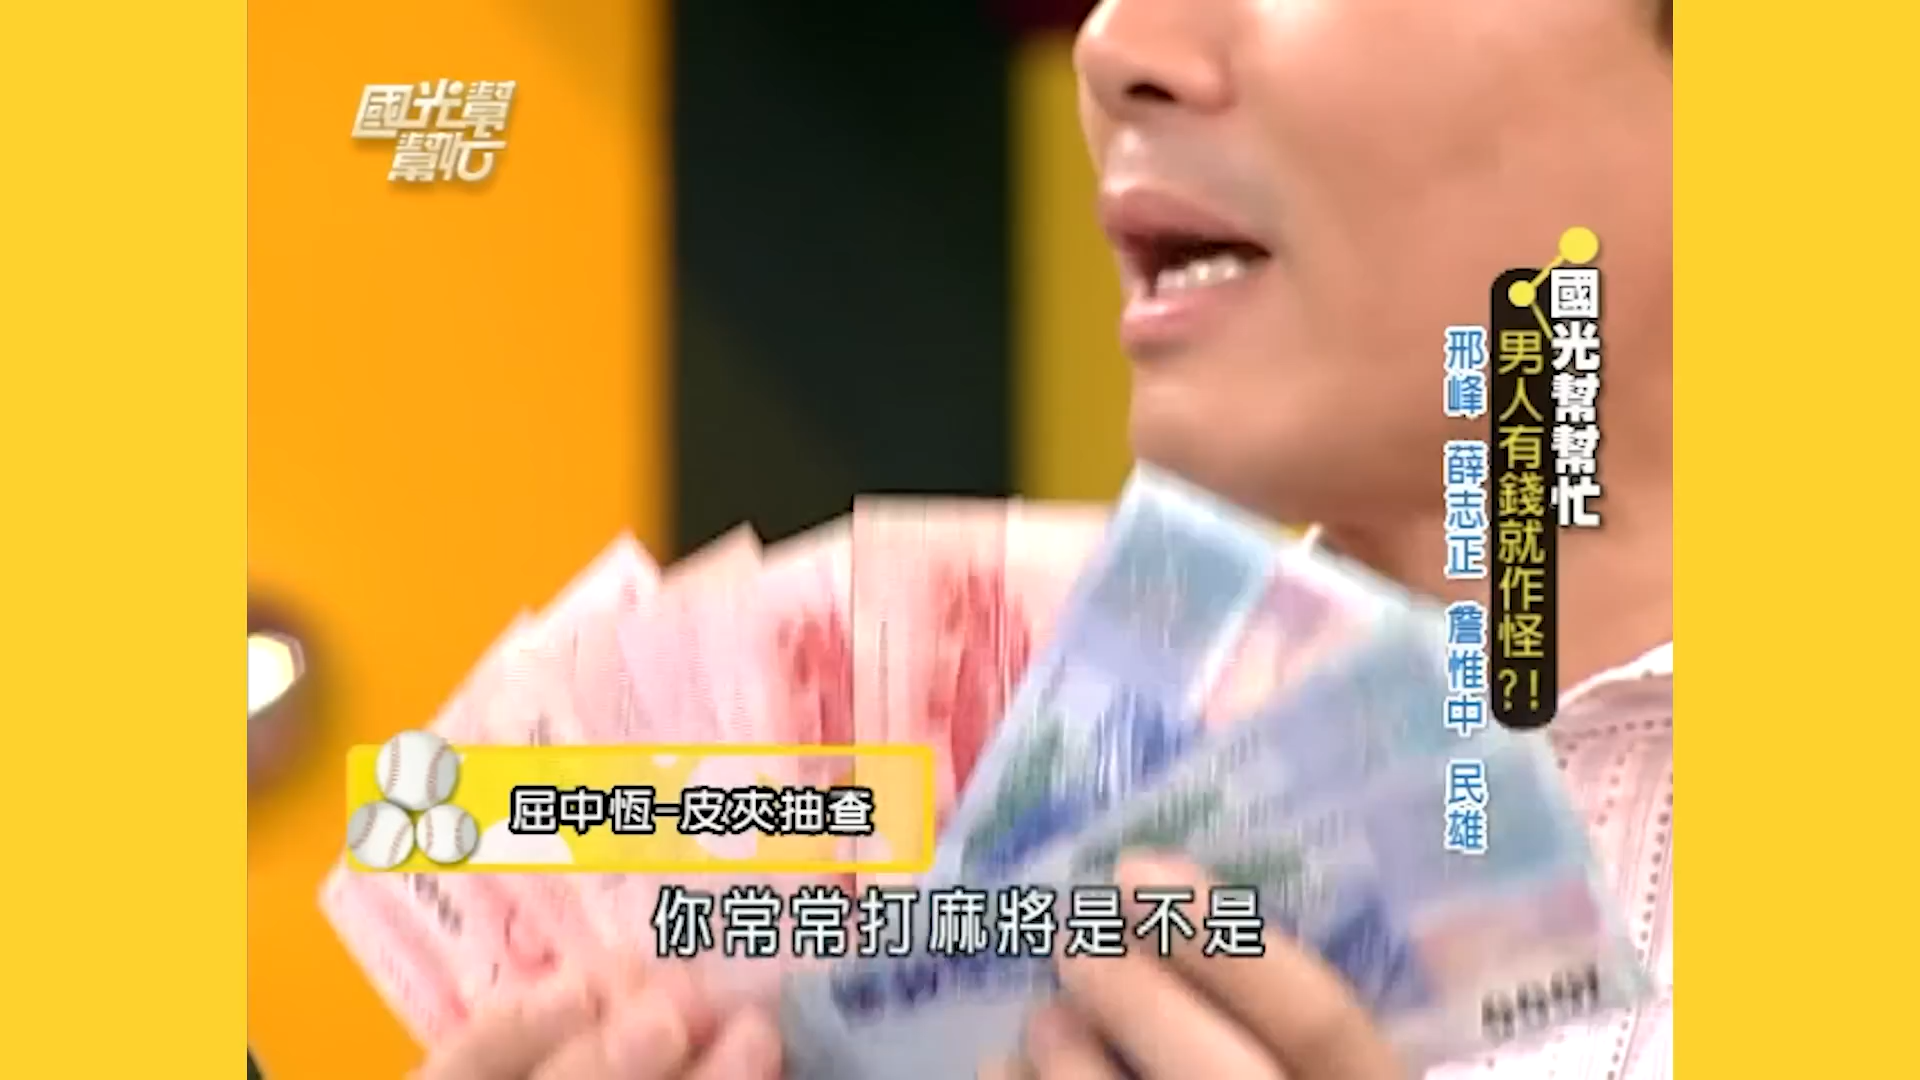 國光幫
幫忙
國光幫幫忙
男人有錢就作怪?!
邢峰 薛志正 詹惟中 民雄
屈中恆-皮夾抽查
你常常打麻將是不是